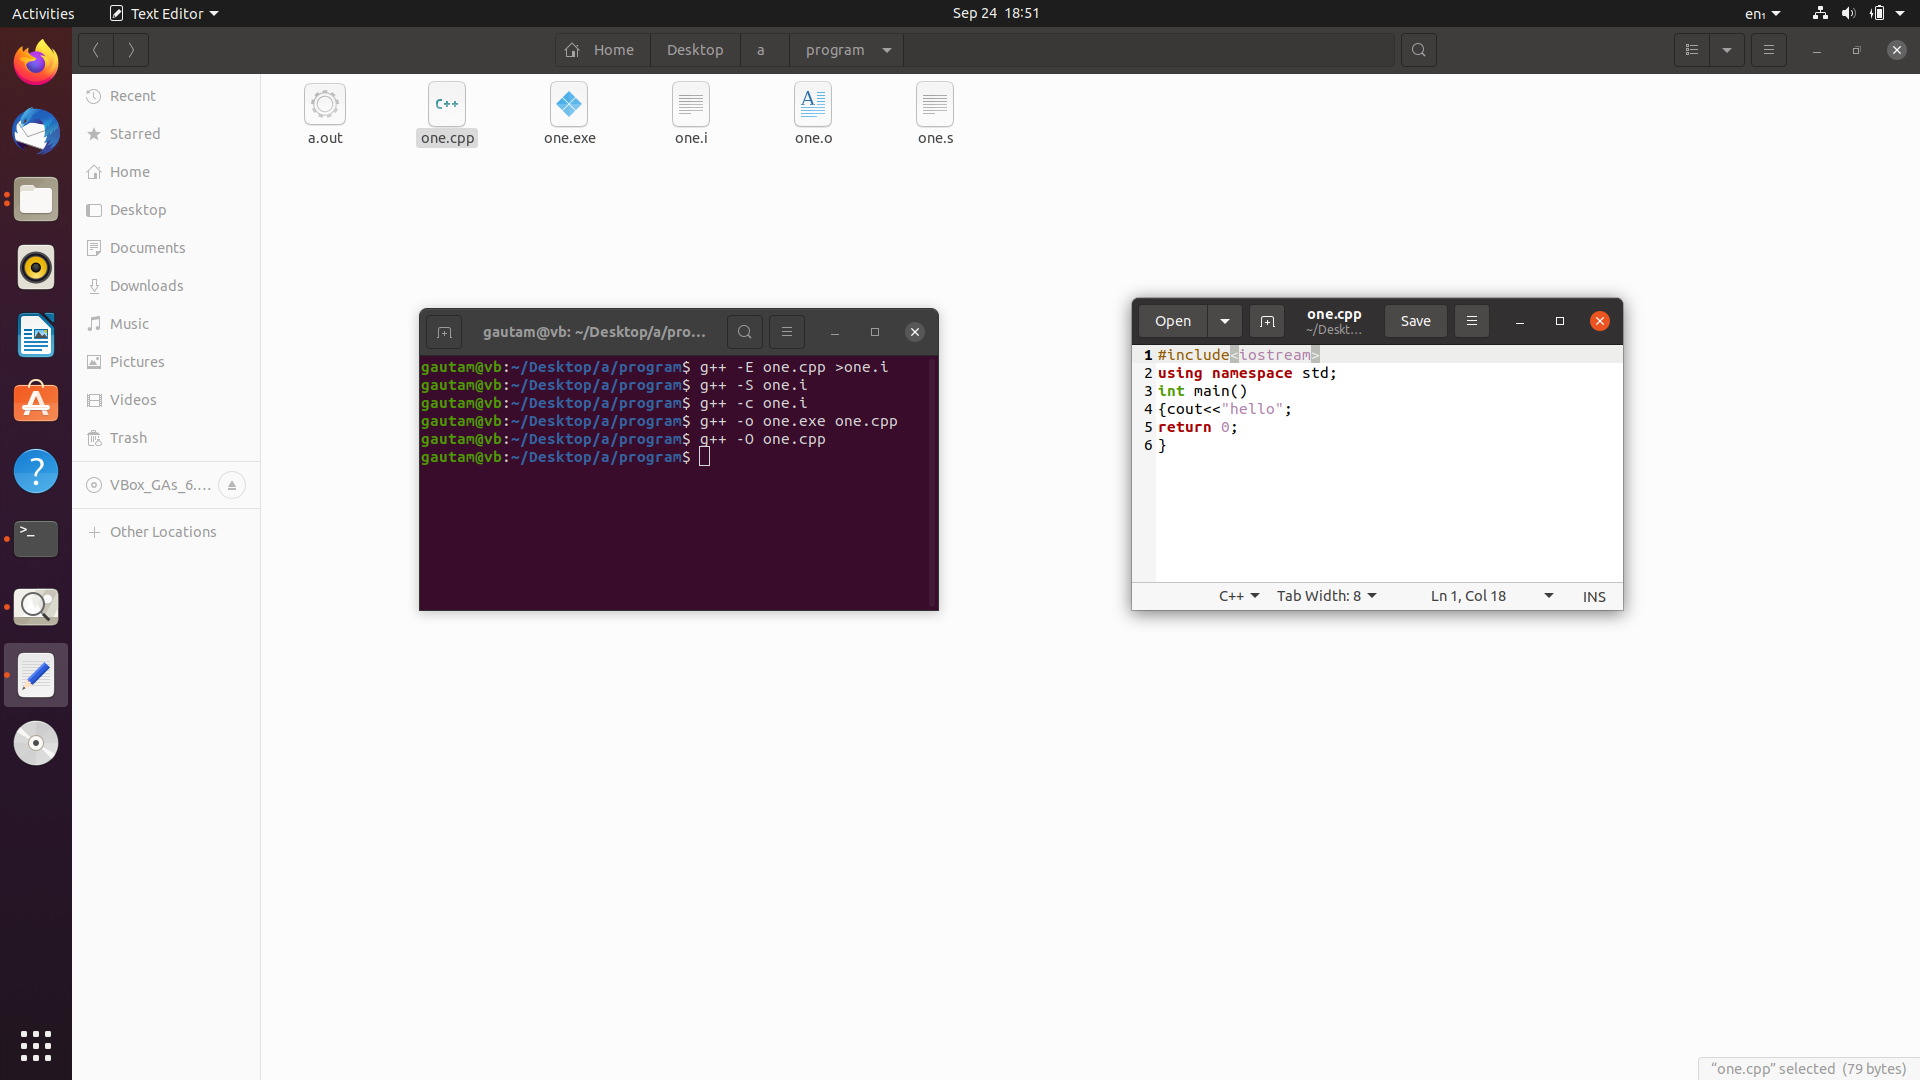 Activities Text Editor Sep 24 18:51 en₁
Home Desktop a program
Recent
Starred
Home
Desktop
Documents
Downloads
Music
Pictures
Videos
Trash
VBox_GAs_6....
Other Locations
a.out one.cpp one.exe one.i one.o one.s
gautam@vb: ~/Desktop/a/pro...
gautam@vb:~/Desktop/a/program$ g++ -E one.cpp >one.i
gautam@vb:~/Desktop/a/program$ g++ -S one.i
gautam@vb:~/Desktop/a/program$ g++ -c one.i
gautam@vb:~/Desktop/a/program$ g++ -o one.exe one.cpp
gautam@vb:~/Desktop/a/program$ g++ -O one.cpp
gautam@vb:~/Desktop/a/program$
Open one.cpp Save
~/Deskt...
1 #include<iostream>
2 using namespace std;
3 int main()
4 {cout<<"hello";
5 return 0;
6 }
C++ Tab Width: 8 Ln 1, Col 18 INS
"one.cpp" selected (79 bytes)